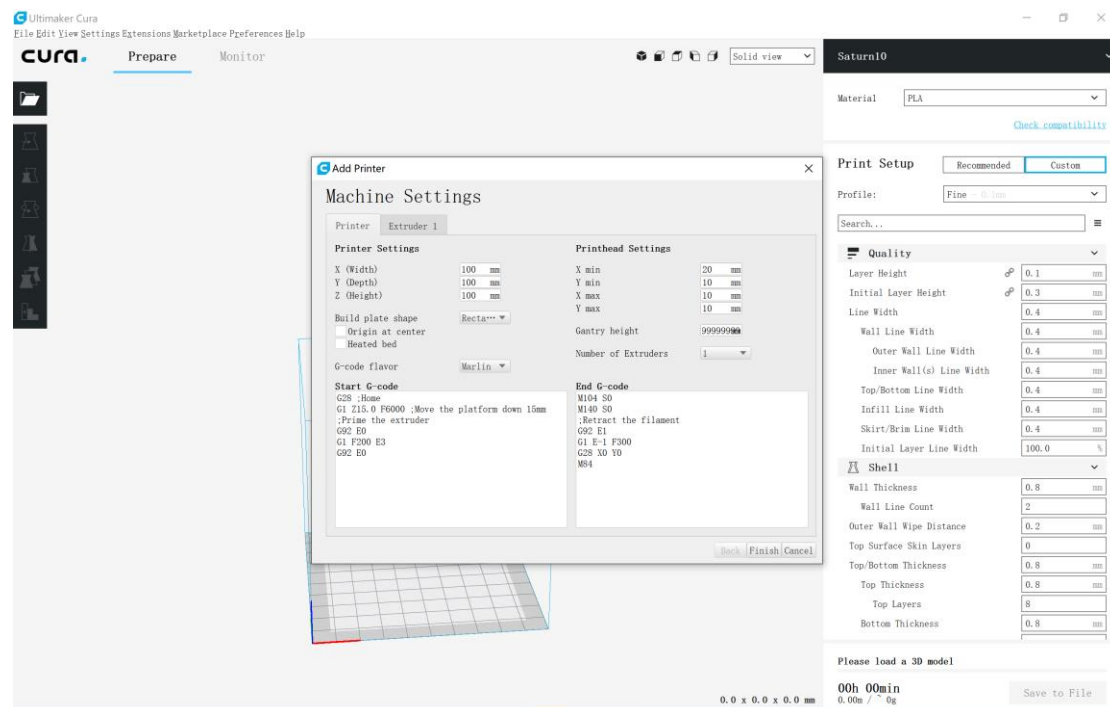 Ultimaker Cura
File Edit View Settings Extensions Marketplace Preferences Help
cura.
Prepare
Monitor
Solid view
Saturn10
Material PLA
Check compatibility
Print Setup
Recommended
Custom
Profile: Fine - 0.1mm
Search...
Quality
Layer Height 0.1 mm
Initial Layer Height 0.3 mm
Line Width 0.4 mm
Wall Line Width 0.4 mm
Outer Wall Line Width 0.4 mm
Inner Wall(s) Line Width 0.4 mm
Top/Bottom Line Width 0.4 mm
Infill Line Width 0.4 mm
Skirt/Brim Line Width 0.4 mm
Initial Layer Line Width 100.0 %
Shell
Wall Thickness 0.8 mm
Wall Line Count 2
Outer Wall Wipe Distance 0.2 mm
Top Surface Skin Layers 0
Top/Bottom Thickness 0.8 mm
Top Thickness 0.8 mm
Top Layers 8
Bottom Thickness 0.8 mm
Please load a 3D model
00h 00min
0.00m / ~ 0g
Save to File
Add Printer
Machine Settings
Printer
Extruder 1
Printer Settings
X (Width) 100 mm
Y (Depth) 100 mm
Z (Height) 100 mm
Build plate shape Recta···
Origin at center
Heated bed
G-code flavor Marlin
Printhead Settings
X min 20 mm
Y min 10 mm
X max 10 mm
Y max 10 mm
Gantry height
Number of Extruders 1
Start G-code
G28 ;Home
G1 Z15.0 F6000 ;Move the platform down 15mm
;Prime the extruder
G92 E0
G1 F200 E3
G92 E0
End G-code
M104 S0
M140 S0
;Retract the filament
G92 E1
G1 E-1 F300
G28 X0 Y0
M84
Back
Finish
Cancel
0.0 x 0.0 x 0.0 mm